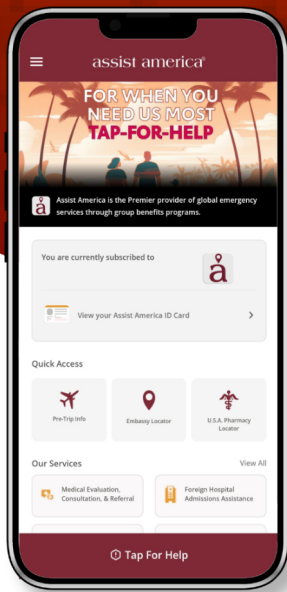 assist america®
FOR WHEN YOU
NEED US MOST
TAP-FOR-HELP
å
Assist America is the Premier provider of global emergency
services through group benefits programs.
You are currently subscribed to
å
View your Assist America ID Card
Quick Access
Pre-Trip Info
Embassy Locator
U.S.A. Pharmacy
Locator
Our Services
View All
Medical Evaluation,
Consultation, & Referral
Foreign Hospital
Admissions Assistance
Tap For Help